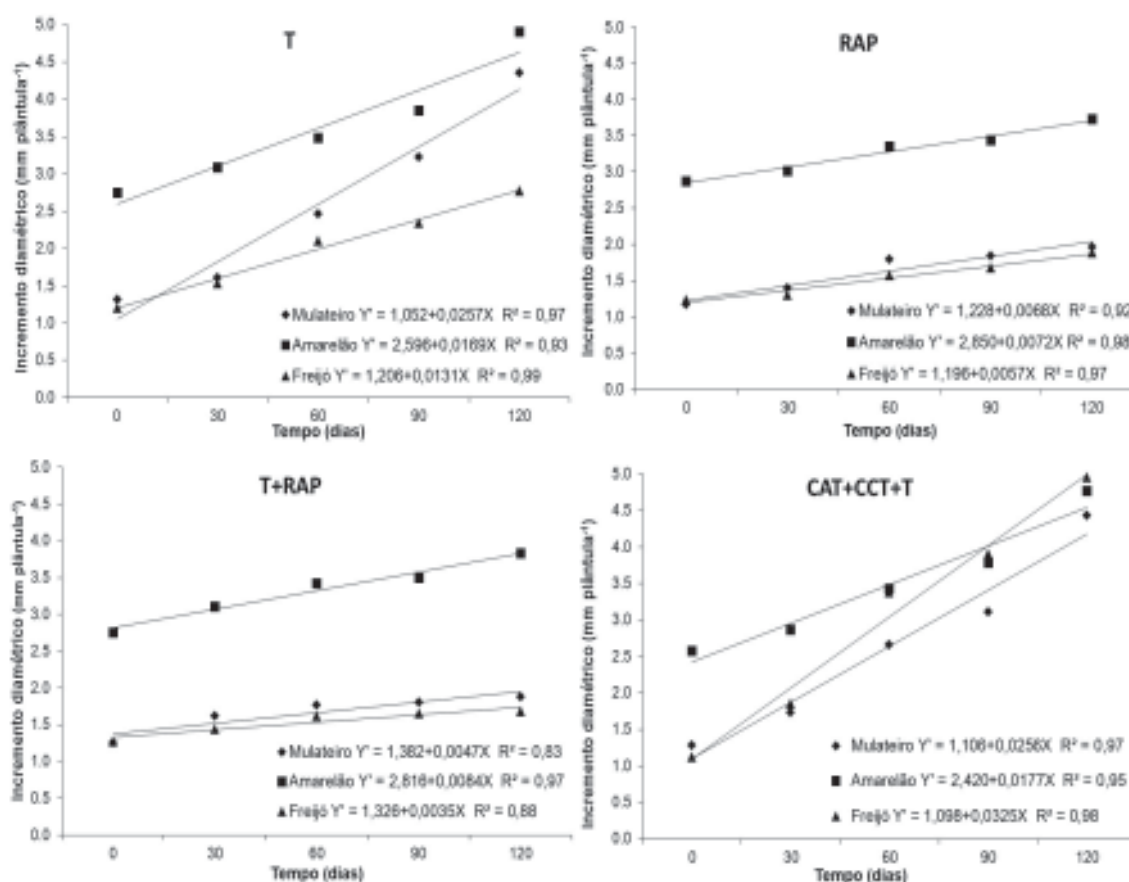 T
Incremento diamétrico (mm plântula⁻¹)
5.0
4.5
4.0
3.5
3.0
2.5
2.0
1.5
1.0
0.5
0.0
Mulateiro Y' = 1,052+0,0257X R² = 0,97
Amarelão Y' = 2,596+0,0169X R² = 0,93
Freijó Y' = 1,206+0,0131X R² = 0,99
0 30 60 90 120
Tempo (dias)
RAP
Incremento diamétrico (mm plântula⁻¹)
5.0
4.5
4.0
3.5
3.0
2.5
2.0
1.5
1.0
0.5
0.0
Mulateiro Y' = 1,228+0,0068X R² = 0,92
Amarelão Y' = 2,850+0,0072X R² = 0,98
Freijó Y' = 1,196+0,0057X R² = 0,97
0 30 60 90 120
Tempo (dias)
T+RAP
Incremento diamétrico (mm plântula⁻¹)
5.0
4.5
4.0
3.5
3.0
2.5
2.0
1.5
1.0
0.5
0.0
Mulateiro Y' = 1,382+0,0047X R² = 0,83
Amarelão Y' = 2,816+0,0084X R² = 0,97
Freijó Y' = 1,326+0,0035X R² = 0,88
0 30 60 90 120
Tempo (dias)
CAT+CCT+T
Incremento diamétrico (mm plântula⁻¹)
5.0
4.5
4.0
3.5
3.0
2.5
2.0
1.5
1.0
0.5
0.0
Mulateiro Y' = 1,106+0,0256X R² = 0,97
Amarelão Y' = 2,420+0,0177X R² = 0,95
Freijó Y' = 1,098+0,0325X R² = 0,98
0 30 60 90 120
Tempo (dias)